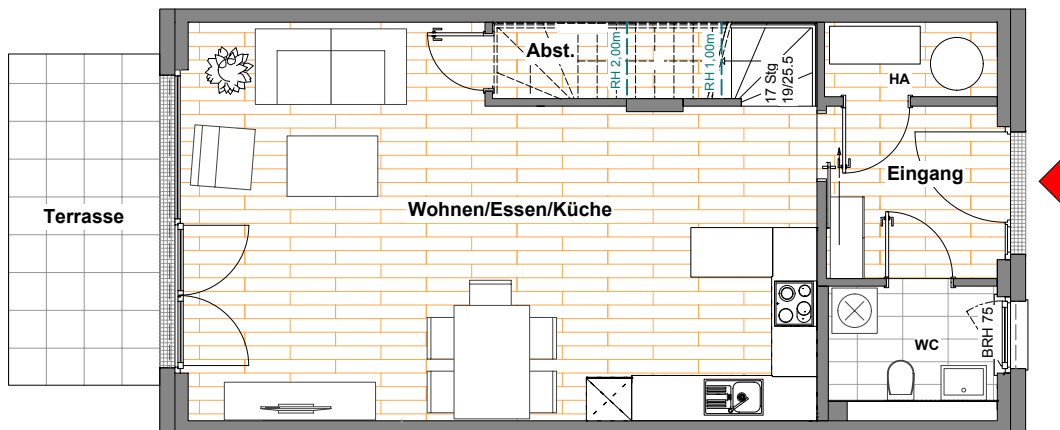 Abst.
RH 2,00m
RH 1,00m
17 Stg
19/25.5
HA
Eingang
Terrasse
Wohnen/Essen/Küche
WC
BRH 75